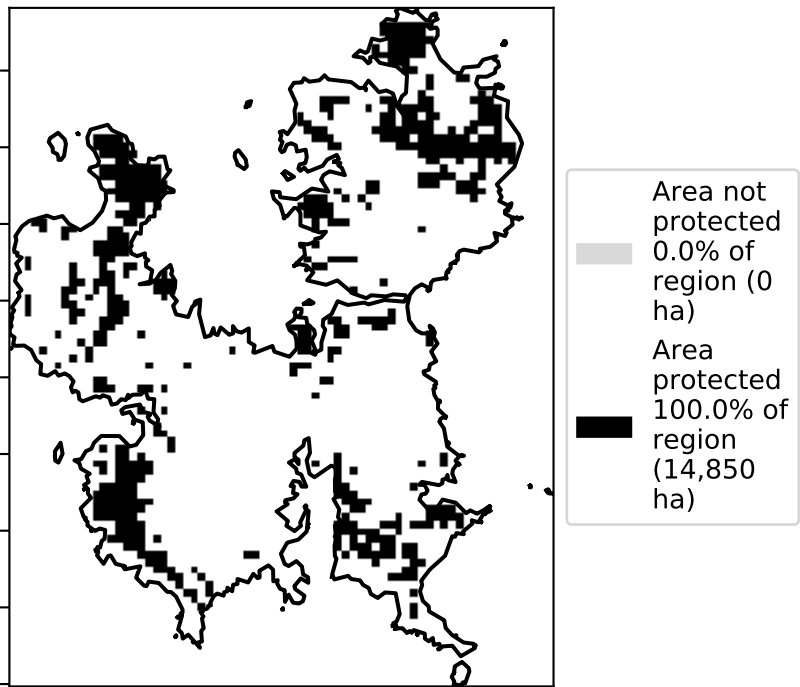 Area not
protected
0.0% of
region (0
ha)
Area
protected
100.0% of
region
(14,850
ha)